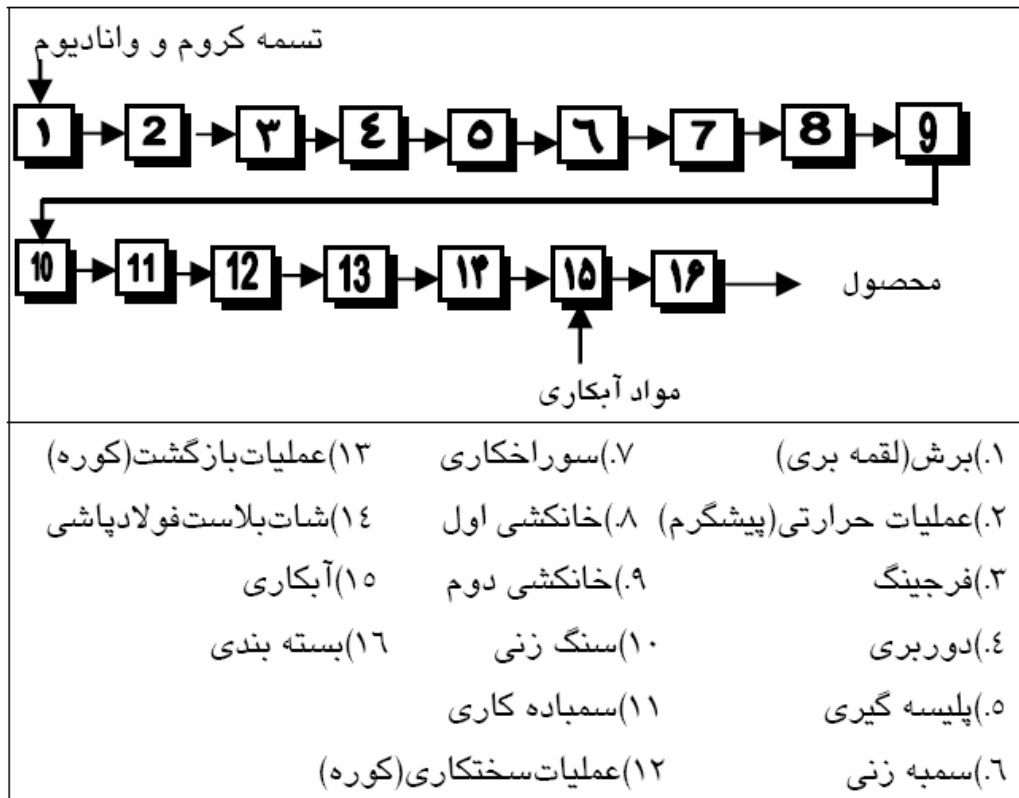 تسمه کروم و وانادیوم
۱ 2 ۳ ٤ ٥ ٦ 7 8 9
10 11 12 13 ۱۴ ۱۵ ۱۶ محصول
مواد آبکاری
۱.)برش(لقمه بری) ۷.)سوراخکاری ۱۳)عملیات‌بازگشت(کوره)
۲.)عملیات حرارتی(پیشگرم) ۸.)خانکشی اول ۱٤)شات‌بلاست‌فولادپاشی
۳.)فرجینگ ۹.)خانکشی دوم ۱٥)آبکاری
٤.)دوربری ۱۰)سنگ زنی ۱٦)بسته بندی
٥.)پلیسه گیری ۱۱)سمباده کاری
٦.)سمبه زنی ۱۲)عملیات‌سختکاری(کوره)